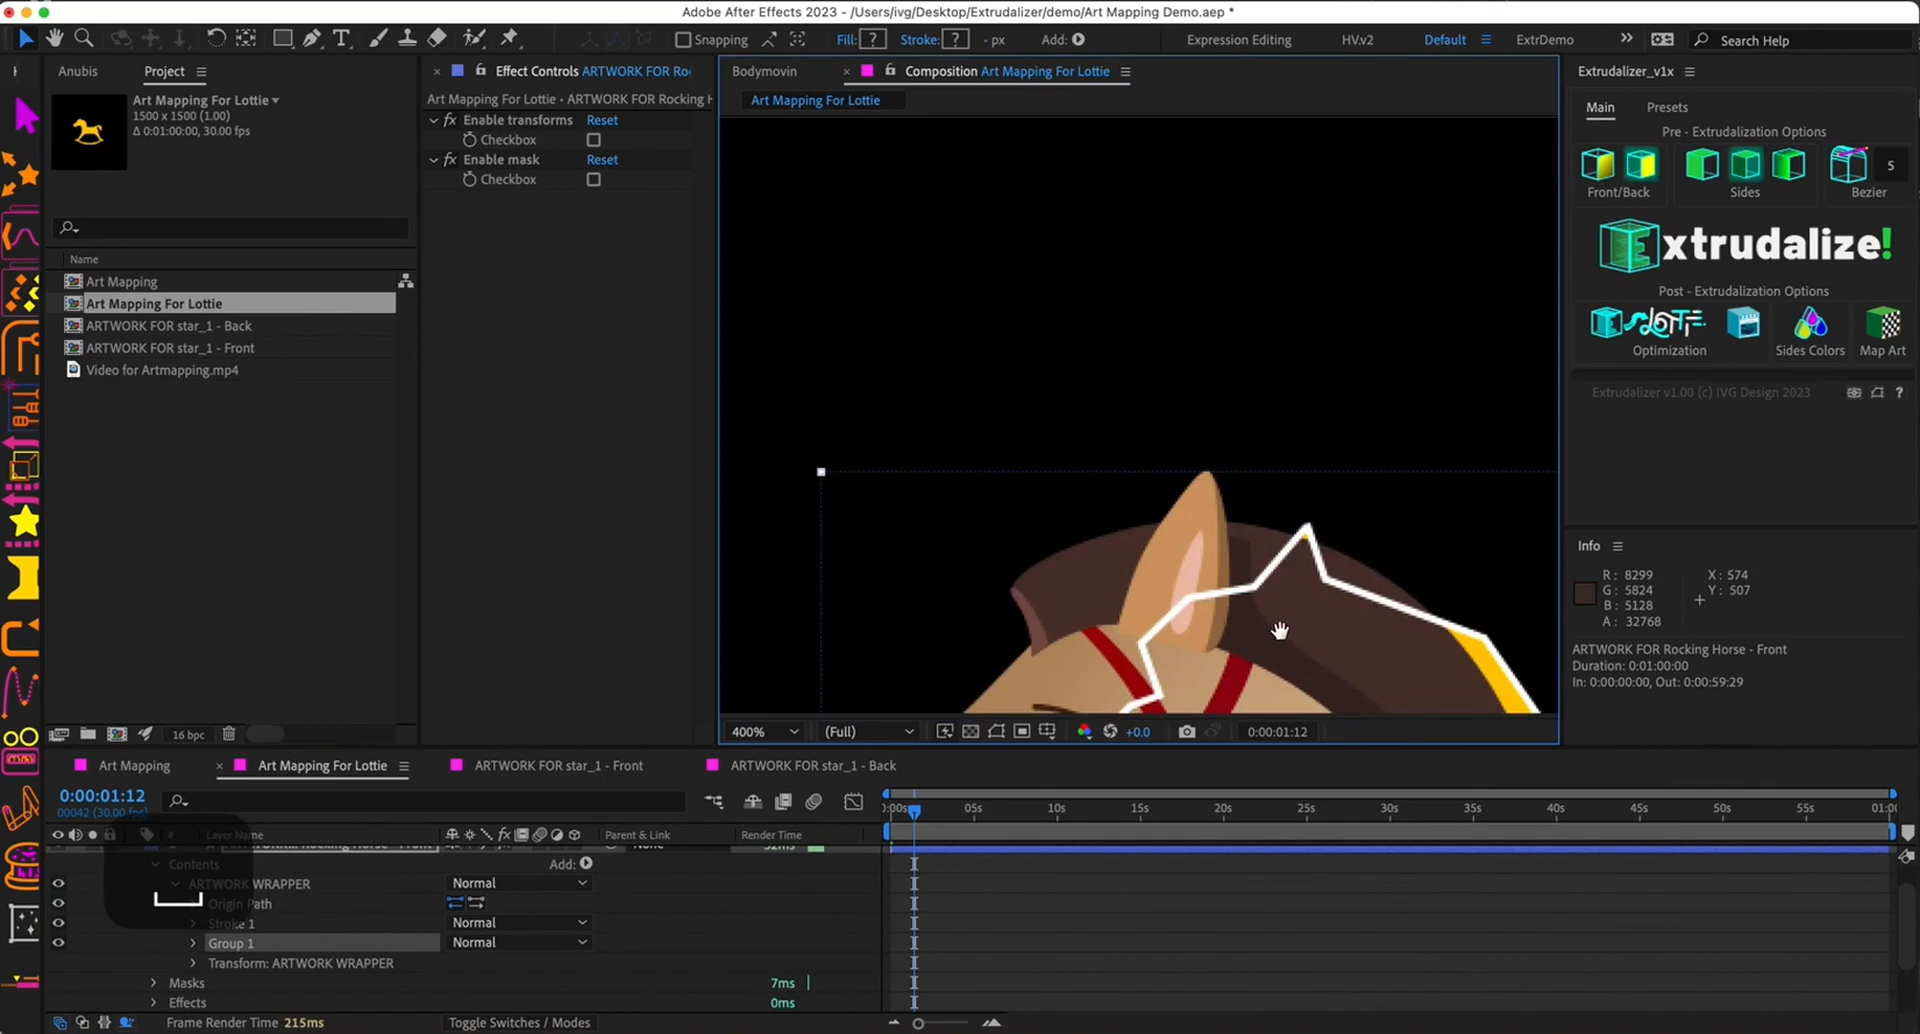 Adobe After Effects 2023 - /Users/ivg/Desktop/Extrudalizer/demo/Art Mapping Demo.aep *
Snapping
Fill: ?
Stroke: ?
- px
Add:
Expression Editing
HV.v2
Default
ExtrDemo
Search Help
Anubis
Project
Effect Controls ARTWORK FOR Ro
Bodymovin
Composition Art Mapping For Lottie
Extrudalizer_v1x
Art Mapping For Lottie
1500 x 1500 (1.00)
Δ 0:01:00:00, 30.00 fps
Art Mapping For Lottie • ARTWORK FOR Rocking H
Enable transforms
Reset
Checkbox
Enable mask
Reset
Checkbox
Art Mapping For Lottie
Main
Presets
Pre - Extrudalization Options
5
Front/Back
Sides
Bezier
Extrudalize!
Post - Extrudalization Options
LOTTIE
Optimization
Sides Colors
Map Art
Extrudalizer v1.00 (c) IVG Design 2023
?
Name
Art Mapping
Art Mapping For Lottie
ARTWORK FOR star_1 - Back
ARTWORK FOR star_1 - Front
Video for Artmapping.mp4
16 bpc
Info
R: 8299
G: 5824
B: 5128
A: 32768
X: 574
Y: 507
ARTWORK FOR Rocking Horse - Front
Duration: 0:01:00:00
In: 0:00:00:00, Out: 0:00:59:29
400%
(Full)
+0.0
0:00:01:12
Art Mapping
Art Mapping For Lottie
ARTWORK FOR star_1 - Front
ARTWORK FOR star_1 - Back
0:00:01:12
00042 (30.00 fps)
:00s
05s
10s
15s
20s
25s
30s
35s
40s
45s
50s
55s
01:00
#
Layer Name
Parent & Link
Render Time
Contents
Add:
ARTWORK WRAPPER
Normal
Origin Path
Stroke 1
Normal
Group 1
Normal
Transform: ARTWORK WRAPPER
Masks
7ms
Effects
0ms
Frame Render Time 215ms
Toggle Switches / Modes